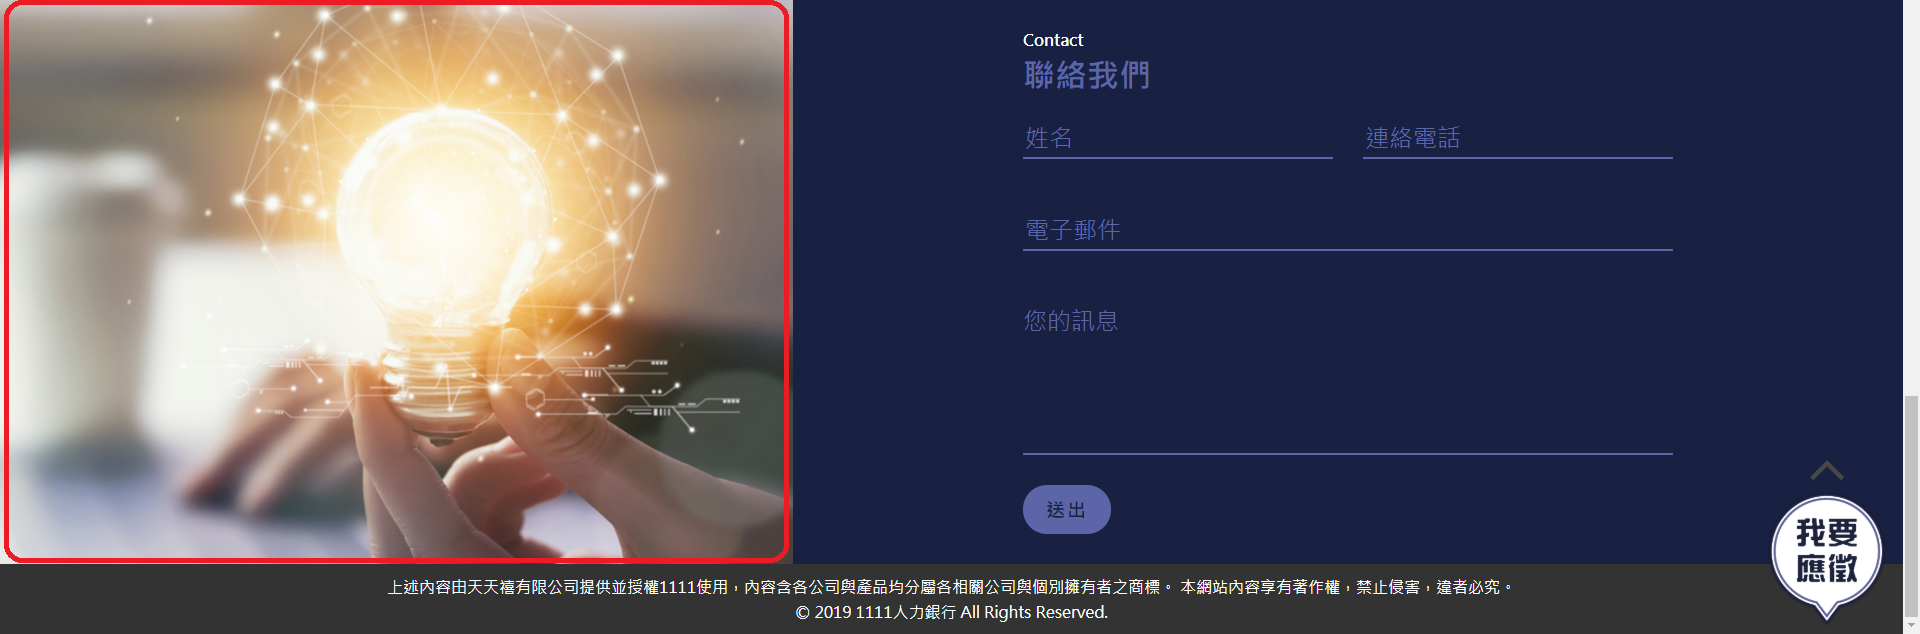 Contact
聯絡我們
姓名
連絡電話
電子郵件
您的訊息
送出
我要
應徵
上述內容由天天禧有限公司提供並授權1111使用，內容含各公司與產品均分屬各相關公司與個別擁有者之商標。 本網站內容享有著作權，禁止侵害，違者必究。
© 2019 1111人力銀行 All Rights Reserved.